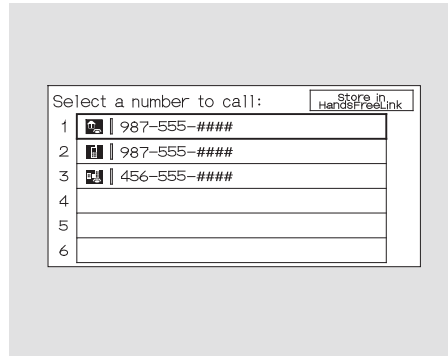 Select a number to call:
Store in
HandsFreeLink
1 987-555-####
2 987-555-####
3 456-555-####
4
5
6